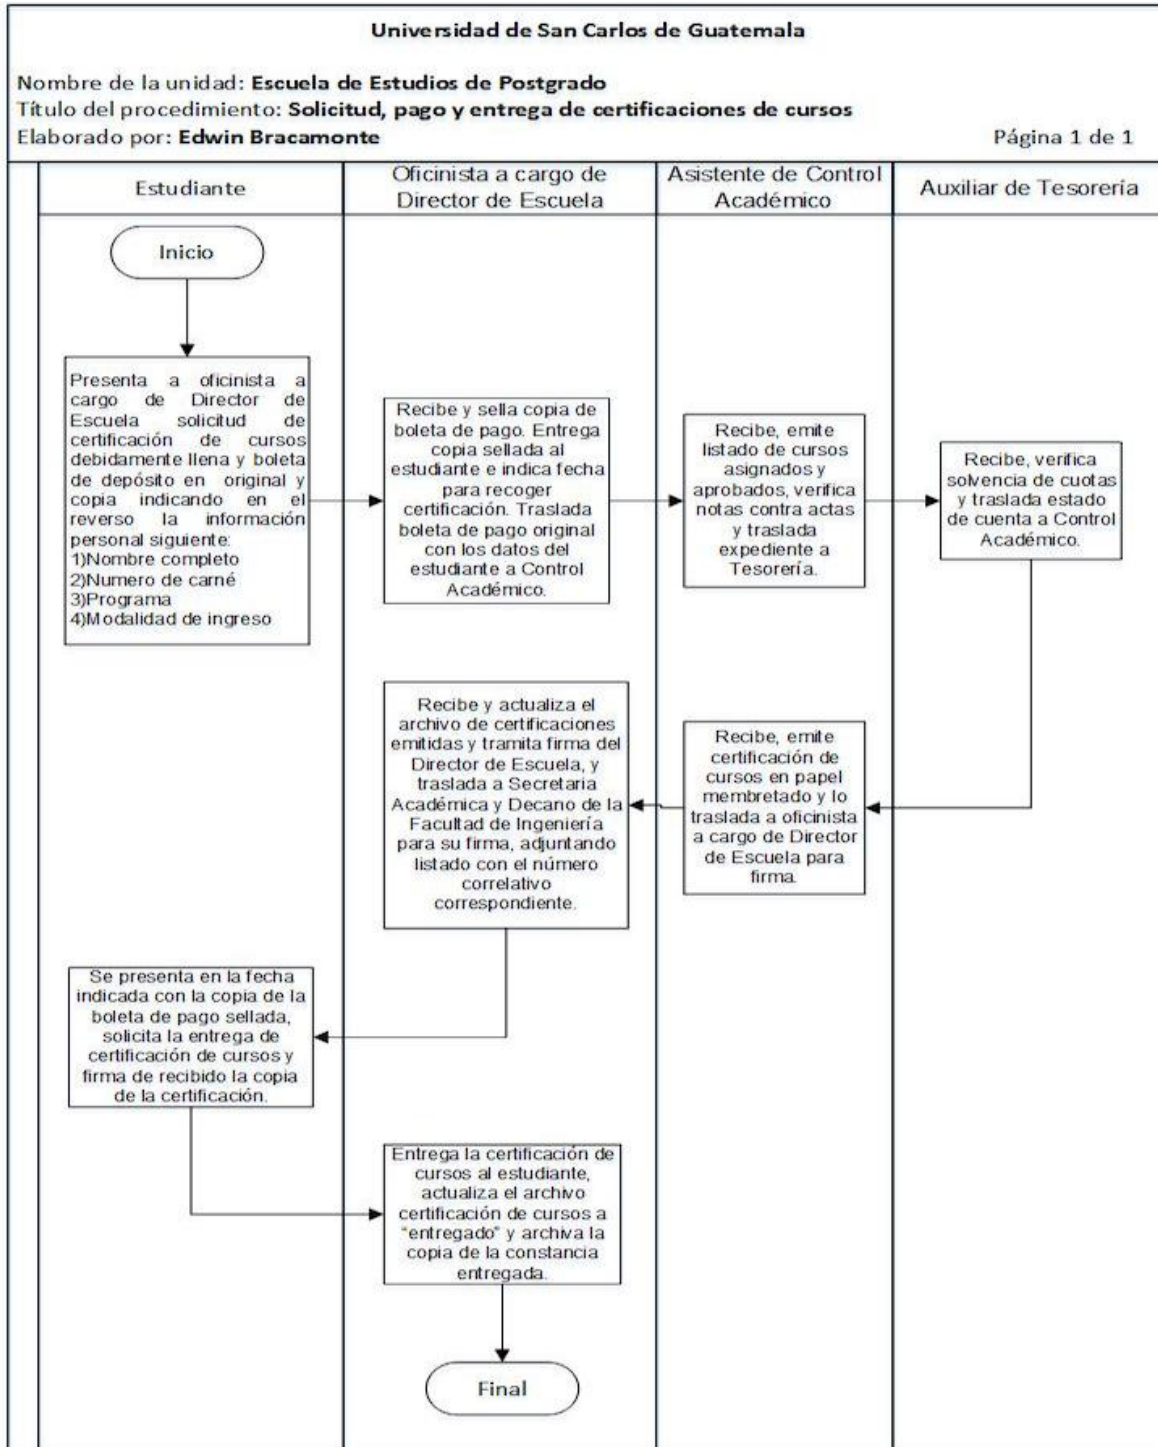 Universidad de San Carlos de Guatemala
Nombre de la unidad: Escuela de Estudios de Postgrado
Título del procedimiento: Solicitud, pago y entrega de certificaciones de cursos
Elaborado por: Edwin Bracamonte
Página 1 de 1
Estudiante
Oficinista a cargo de
Director de Escuela
Asistente de Control
Académico
Auxiliar de Tesorería
Inicio
Presenta a oficinista a
cargo de Director de
Escuela solicitud de
certificación de cursos
debidamente llena y boleta
de depósito en original y
copia indicando en el
reverso la información
personal siguiente:
1)Nombre completo
2)Numero de carné
3)Programa
4)Modalidad de ingreso
Recibe y sella copia de
boleta de pago. Entrega
copia sellada al
estudiante e indica fecha
para recoger
certificación. Traslada
boleta de pago original
con los datos del
estudiante a Control
Académico.
Recibe, emite
listado de cursos
asignados y
aprobados, verifica
notas contra actas
y traslada
expediente a
Tesorería.
Recibe, verifica
solvencia de cuotas
y traslada estado
de cuenta a Control
Académico.
Recibe, emite
certificación de
cursos en papel
membretado y lo
traslada a oficinista
a cargo de Director
de Escuela para
firma.
Recibe y actualiza el
archivo de certificaciones
emitidas y tramita firma del
Director de Escuela, y
traslada a Secretaria
Académica y Decano de la
Facultad de Ingeniería
para su firma, adjuntando
listado con el número
correlativo
correspondiente.
Se presenta en la fecha
indicada con la copia de la
boleta de pago sellada,
solicita la entrega de
certificación de cursos y
firma de recibido la copia
de la certificación.
Entrega la certificación de
cursos al estudiante,
actualiza el archivo
certificación de cursos a
"entregado" y archiva la
copia de la constancia
entregada.
Final